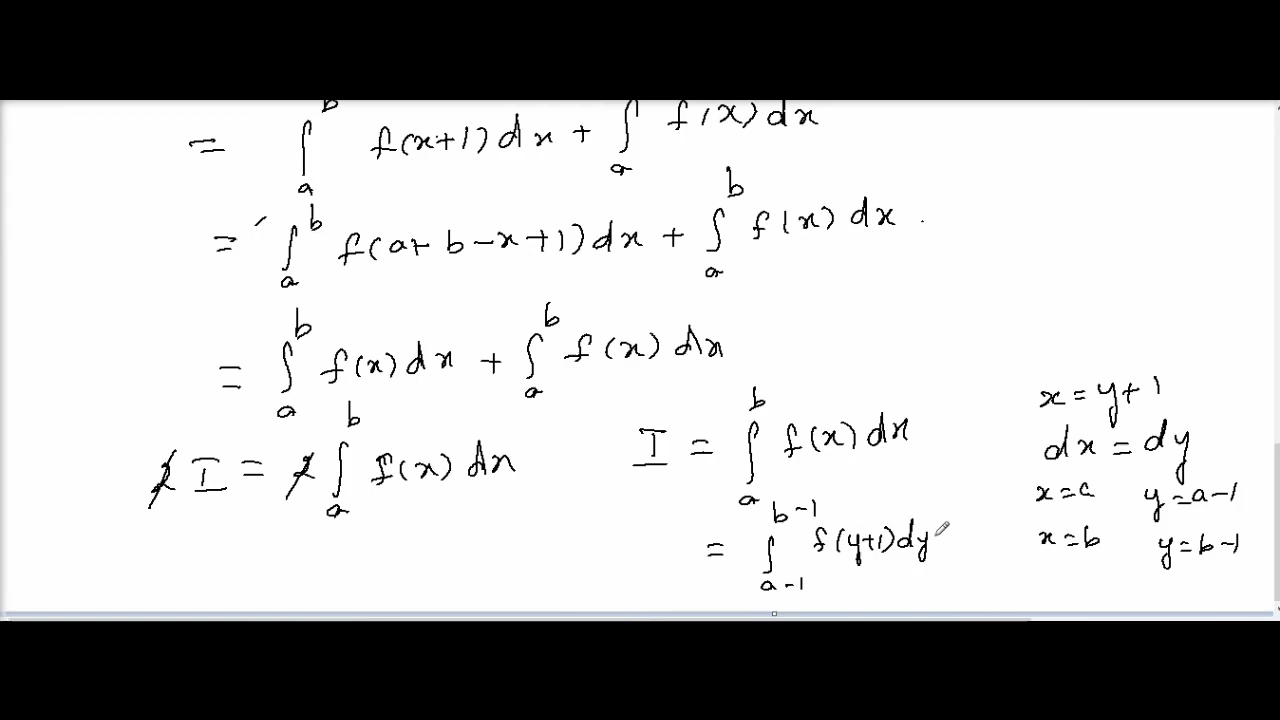 = ∫_a^b f(x+1) dx + ∫_a f(x) dx
= ∫_a^b f(a+b-x+1) dx + ∫_a^b f(x) dx
= ∫_a^b f(x) dx + ∫_a^b f(x) dx
2I = 2 ∫_a^b f(x) dx
I = ∫_a^b f(x) dx
= ∫_{a-1}^{b-1} f(y+1) dy
x = y+1
dx = dy
x=a y=a-1
x=b y=b-1